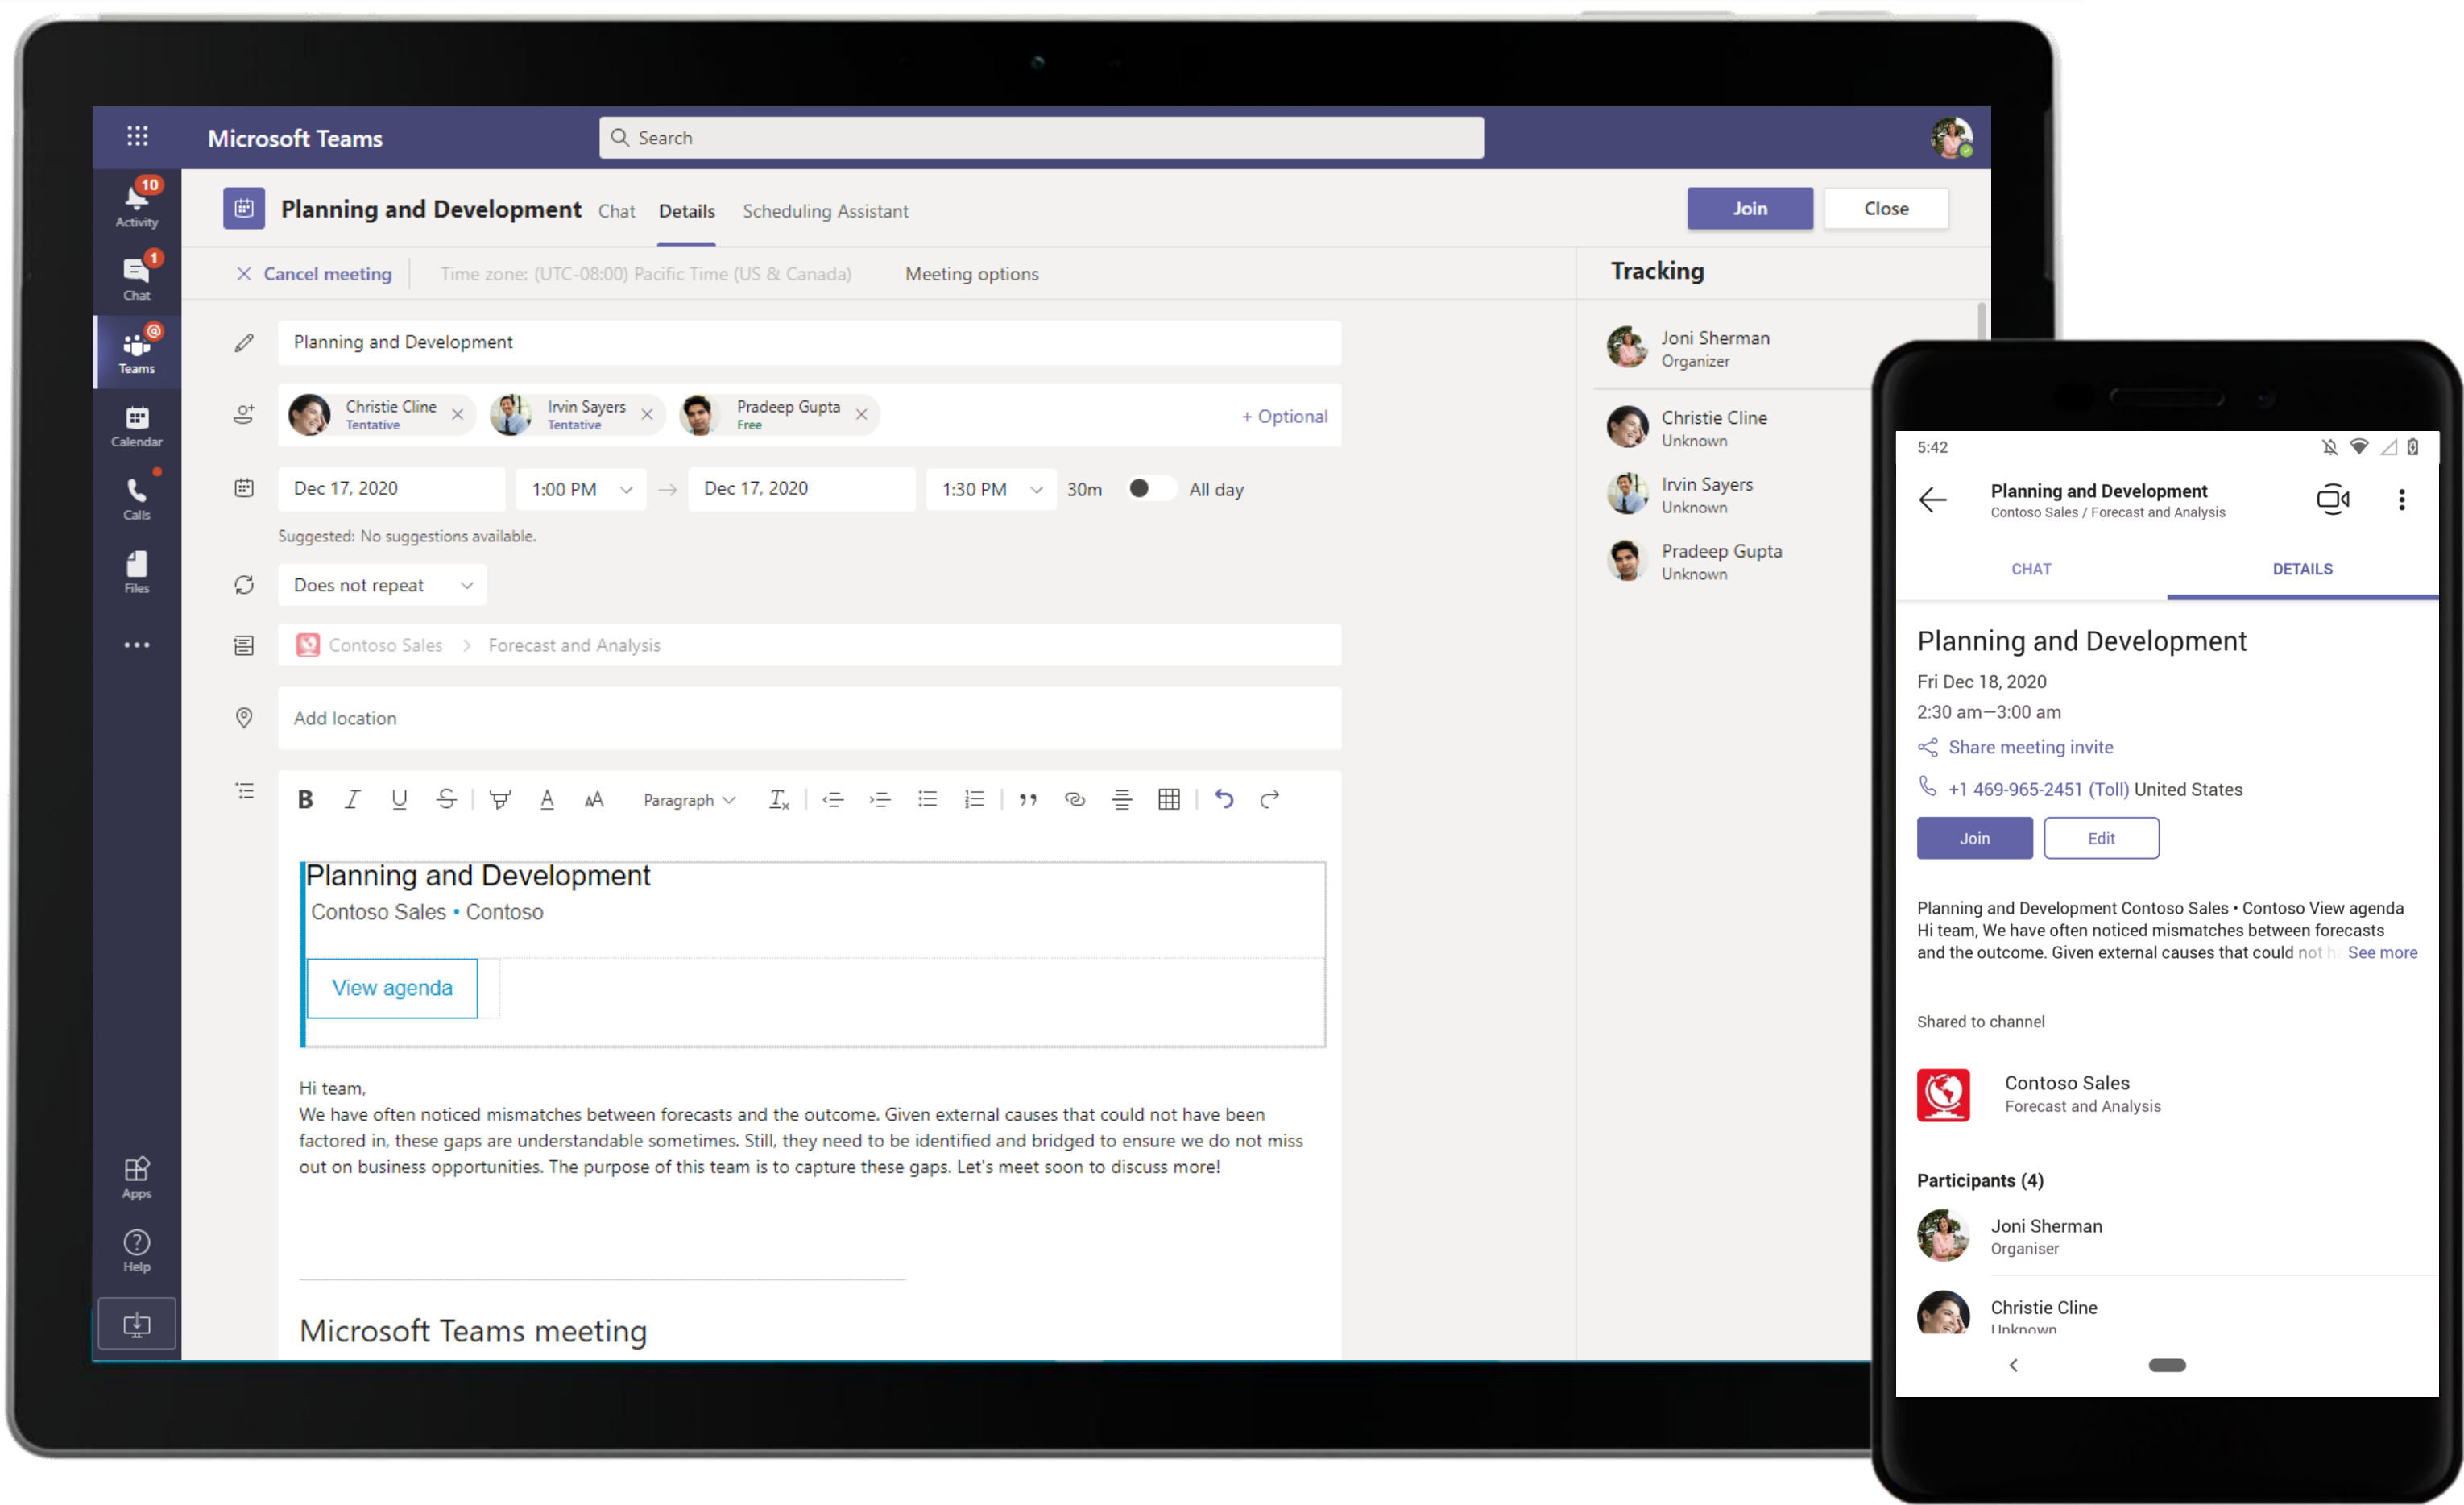 Microsoft Teams
Search
10
Activity
1
Chat
@
Teams
Calendar
Calls
Files
Apps
Help
Planning and Development Chat Details Scheduling Assistant
Join Close
Cancel meeting Time zone: (UTC-08:00) Pacific Time (US & Canada) Meeting options
Planning and Development
Christie Cline
Tentative
Irvin Sayers
Tentative
Pradeep Gupta
Free
+ Optional
Dec 17, 2020 1:00 PM → Dec 17, 2020 1:30 PM 30m All day
Suggested: No suggestions available.
Does not repeat
Contoso Sales > Forecast and Analysis
Add location
B I U S A AA Paragraph Tx
Planning and Development
Contoso Sales • Contoso
View agenda
Hi team,
We have often noticed mismatches between forecasts and the outcome. Given external causes that could not have been
factored in, these gaps are understandable sometimes. Still, they need to be identified and bridged to ensure we do not miss
out on business opportunities. The purpose of this team is to capture these gaps. Let's meet soon to discuss more!
Microsoft Teams meeting
Tracking
Joni Sherman
Organizer
Christie Cline
Unknown
Irvin Sayers
Unknown
Pradeep Gupta
Unknown
5:42
Planning and Development
Contoso Sales / Forecast and Analysis
CHAT DETAILS
Planning and Development
Fri Dec 18, 2020
2:30 am–3:00 am
Share meeting invite
+1 469-965-2451 (Toll) United States
Join Edit
Planning and Development Contoso Sales • Contoso View agenda
Hi team, We have often noticed mismatches between forecasts
and the outcome. Given external causes that could not See more
Shared to channel
Contoso Sales
Forecast and Analysis
Participants (4)
Joni Sherman
Organiser
Christie Cline
Unknown